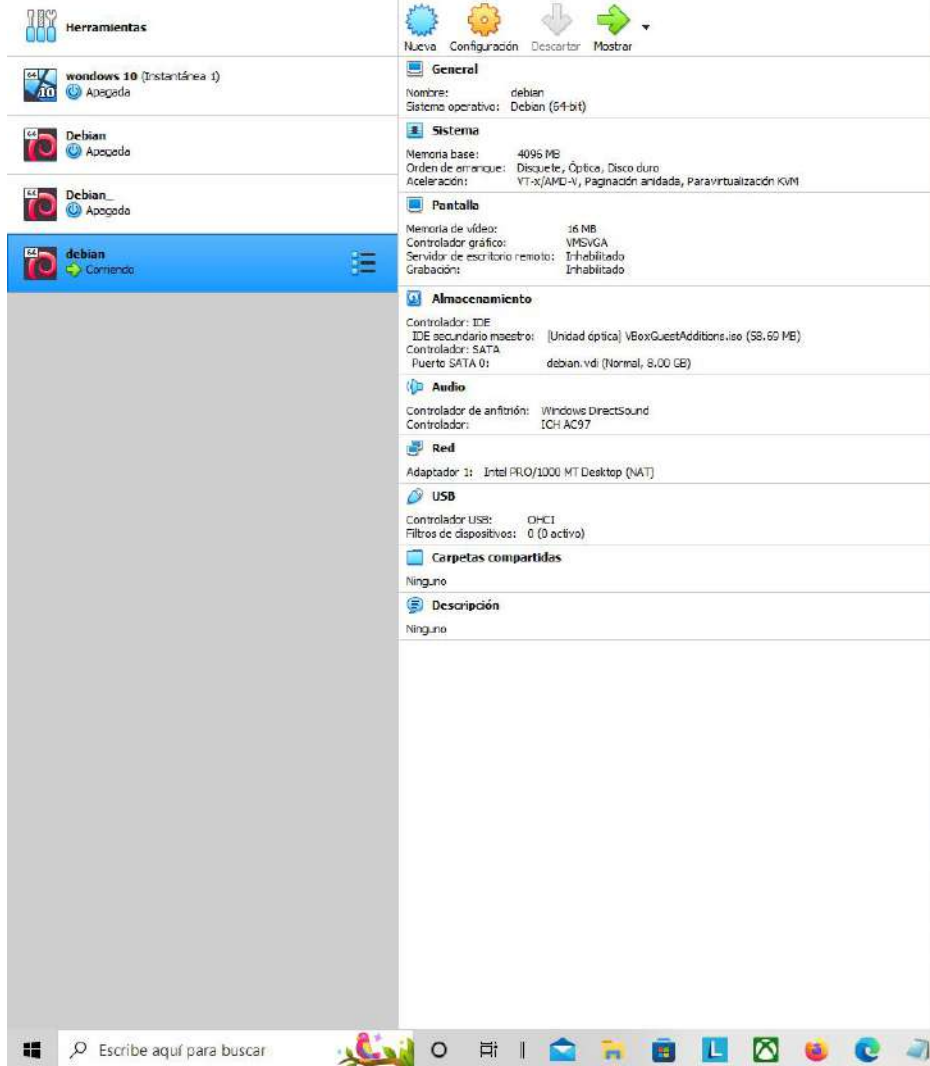 Herramientas
wondows 10 (Instantánea 1)
Apagada
Debian
Apagada
Debian_
Apagada
debian
Corriendo
Nueva Configuración Descartar Mostrar
General
Nombre: debian
Sistema operativo: Debian (64-bit)
Sistema
Memoria base: 4096 MB
Orden de arranque: Disquete, Óptica, Disco duro
Aceleración: VT-x/AMD-V, Paginación anidada, Paravirtualización KVM
Pantalla
Memoria de vídeo: 16 MB
Controlador gráfico: VMSVGA
Servidor de escritorio remoto: Inhabilitado
Grabación: Inhabilitado
Almacenamiento
Controlador: IDE
IDE secundario maestro: [Unidad óptica] VBoxGuestAdditions.iso (58.69 MB)
Controlador: SATA
Puerto SATA 0: debian.vdi (Normal, 8.00 GB)
Audio
Controlador de anfitrión: Windows DirectSound
Controlador: ICH AC97
Red
Adaptador 1: Intel PRO/1000 MT Desktop (NAT)
USB
Controlador USB: OHCI
Filtros de dispositivos: 0 (0 activo)
Carpetas compartidas
Ninguno
Descripción
Ninguno
Escribe aquí para buscar